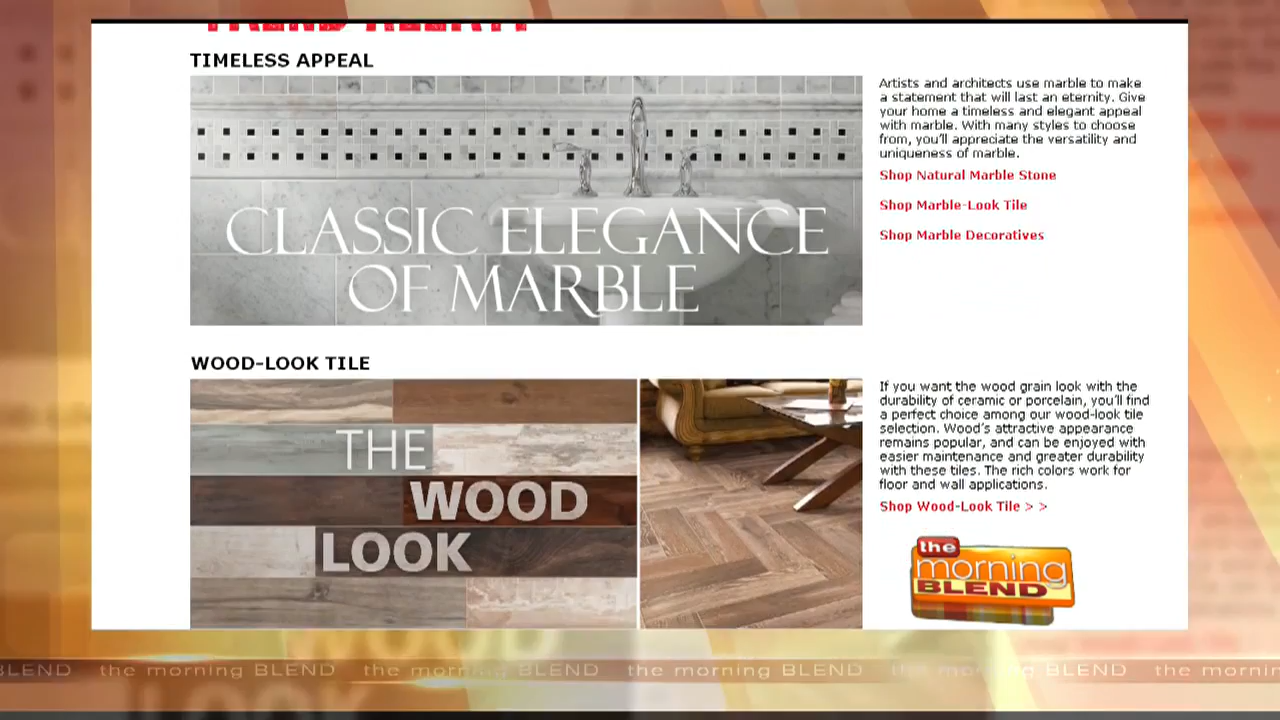 TREND ALERT!
TIMELESS APPEAL
CLASSIC ELEGANCE
OF MARBLE
Artists and architects use marble to make
a statement that will last an eternity. Give
your home a timeless and elegant appeal
with marble. With many styles to choose
from, you'll appreciate the versatility and
uniqueness of marble.
Shop Natural Marble Stone
Shop Marble-Look Tile
Shop Marble Decoratives
WOOD-LOOK TILE
THE
WOOD
LOOK
If you want the wood grain look with the
durability of ceramic or porcelain, you'll find
a perfect choice among our wood-look tile
selection. Wood's attractive appearance
remains popular, and can be enjoyed with
easier maintenance and greater durability
with these tiles. The rich colors work for
floor and wall applications.
Shop Wood-Look Tile > >
the
morning
BLEND
BLEND the morning BLEND the morning BLEND the morning BLEND the morning BLEND the mornin
LOOK